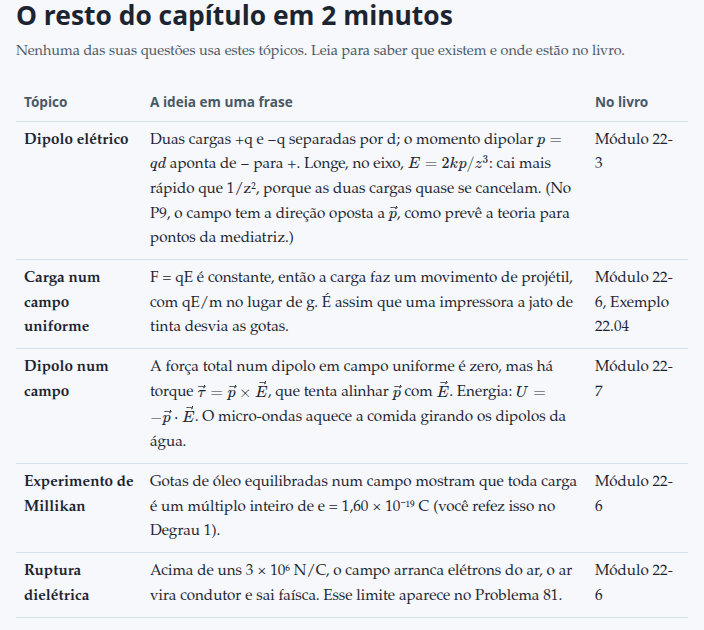 O resto do capítulo em 2 minutos
Nenhuma das suas questões usa estes tópicos. Leia para saber que existem e onde estão no livro.
Tópico A ideia em uma frase No livro
Dipolo elétrico Duas cargas +q e −q separadas por d; o momento dipolar p = Módulo 22-
qd aponta de − para +. Longe, no eixo, E = 2kp/z³: cai mais 3
rápido que 1/z², porque as duas cargas quase se cancelam. (No
P9, o campo tem a direção oposta a p⃗, como prevê a teoria para
pontos da mediatriz.)
Carga num F = qE é constante, então a carga faz um movimento de projétil, Módulo 22-
campo com qE/m no lugar de g. É assim que uma impressora a jato de 6, Exemplo
uniforme tinta desvia as gotas. 22.04
Dipolo num A força total num dipolo em campo uniforme é zero, mas há Módulo 22-
campo torque τ⃗ = p⃗ × E⃗, que tenta alinhar p⃗ com E⃗. Energia: U = 7
−p⃗ · E⃗. O micro-ondas aquece a comida girando os dipolos da
água.
Experimento de Gotas de óleo equilibradas num campo mostram que toda carga Módulo 22-
Millikan é um múltiplo inteiro de e = 1,60 × 10⁻¹⁹ C (você refez isso no 6
Degrau 1).
Ruptura Acima de uns 3 × 10⁶ N/C, o campo arranca elétrons do ar, o ar Módulo 22-
dielétrica vira condutor e sai faísca. Esse limite aparece no Problema 81. 6